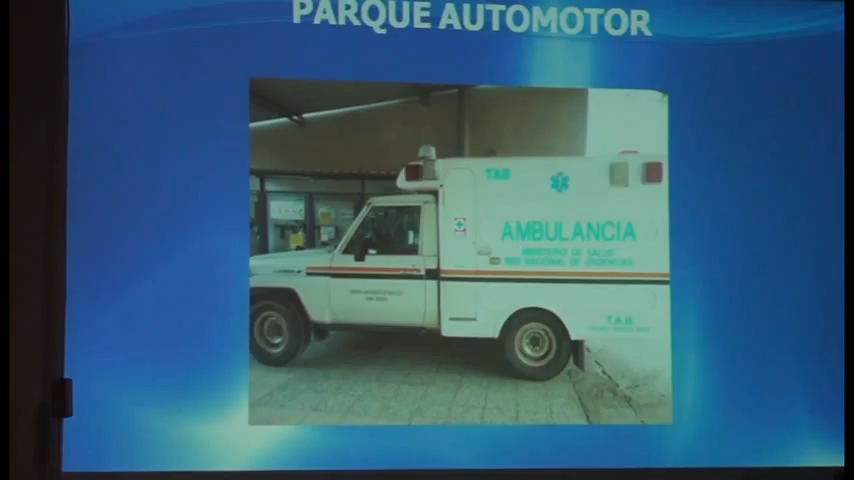 PARQUE AUTOMOTOR
TAB
AMBULANCIA
MINISTERIO DE SALUD
RED NACIONAL DE URGENCIAS
T.A.B.